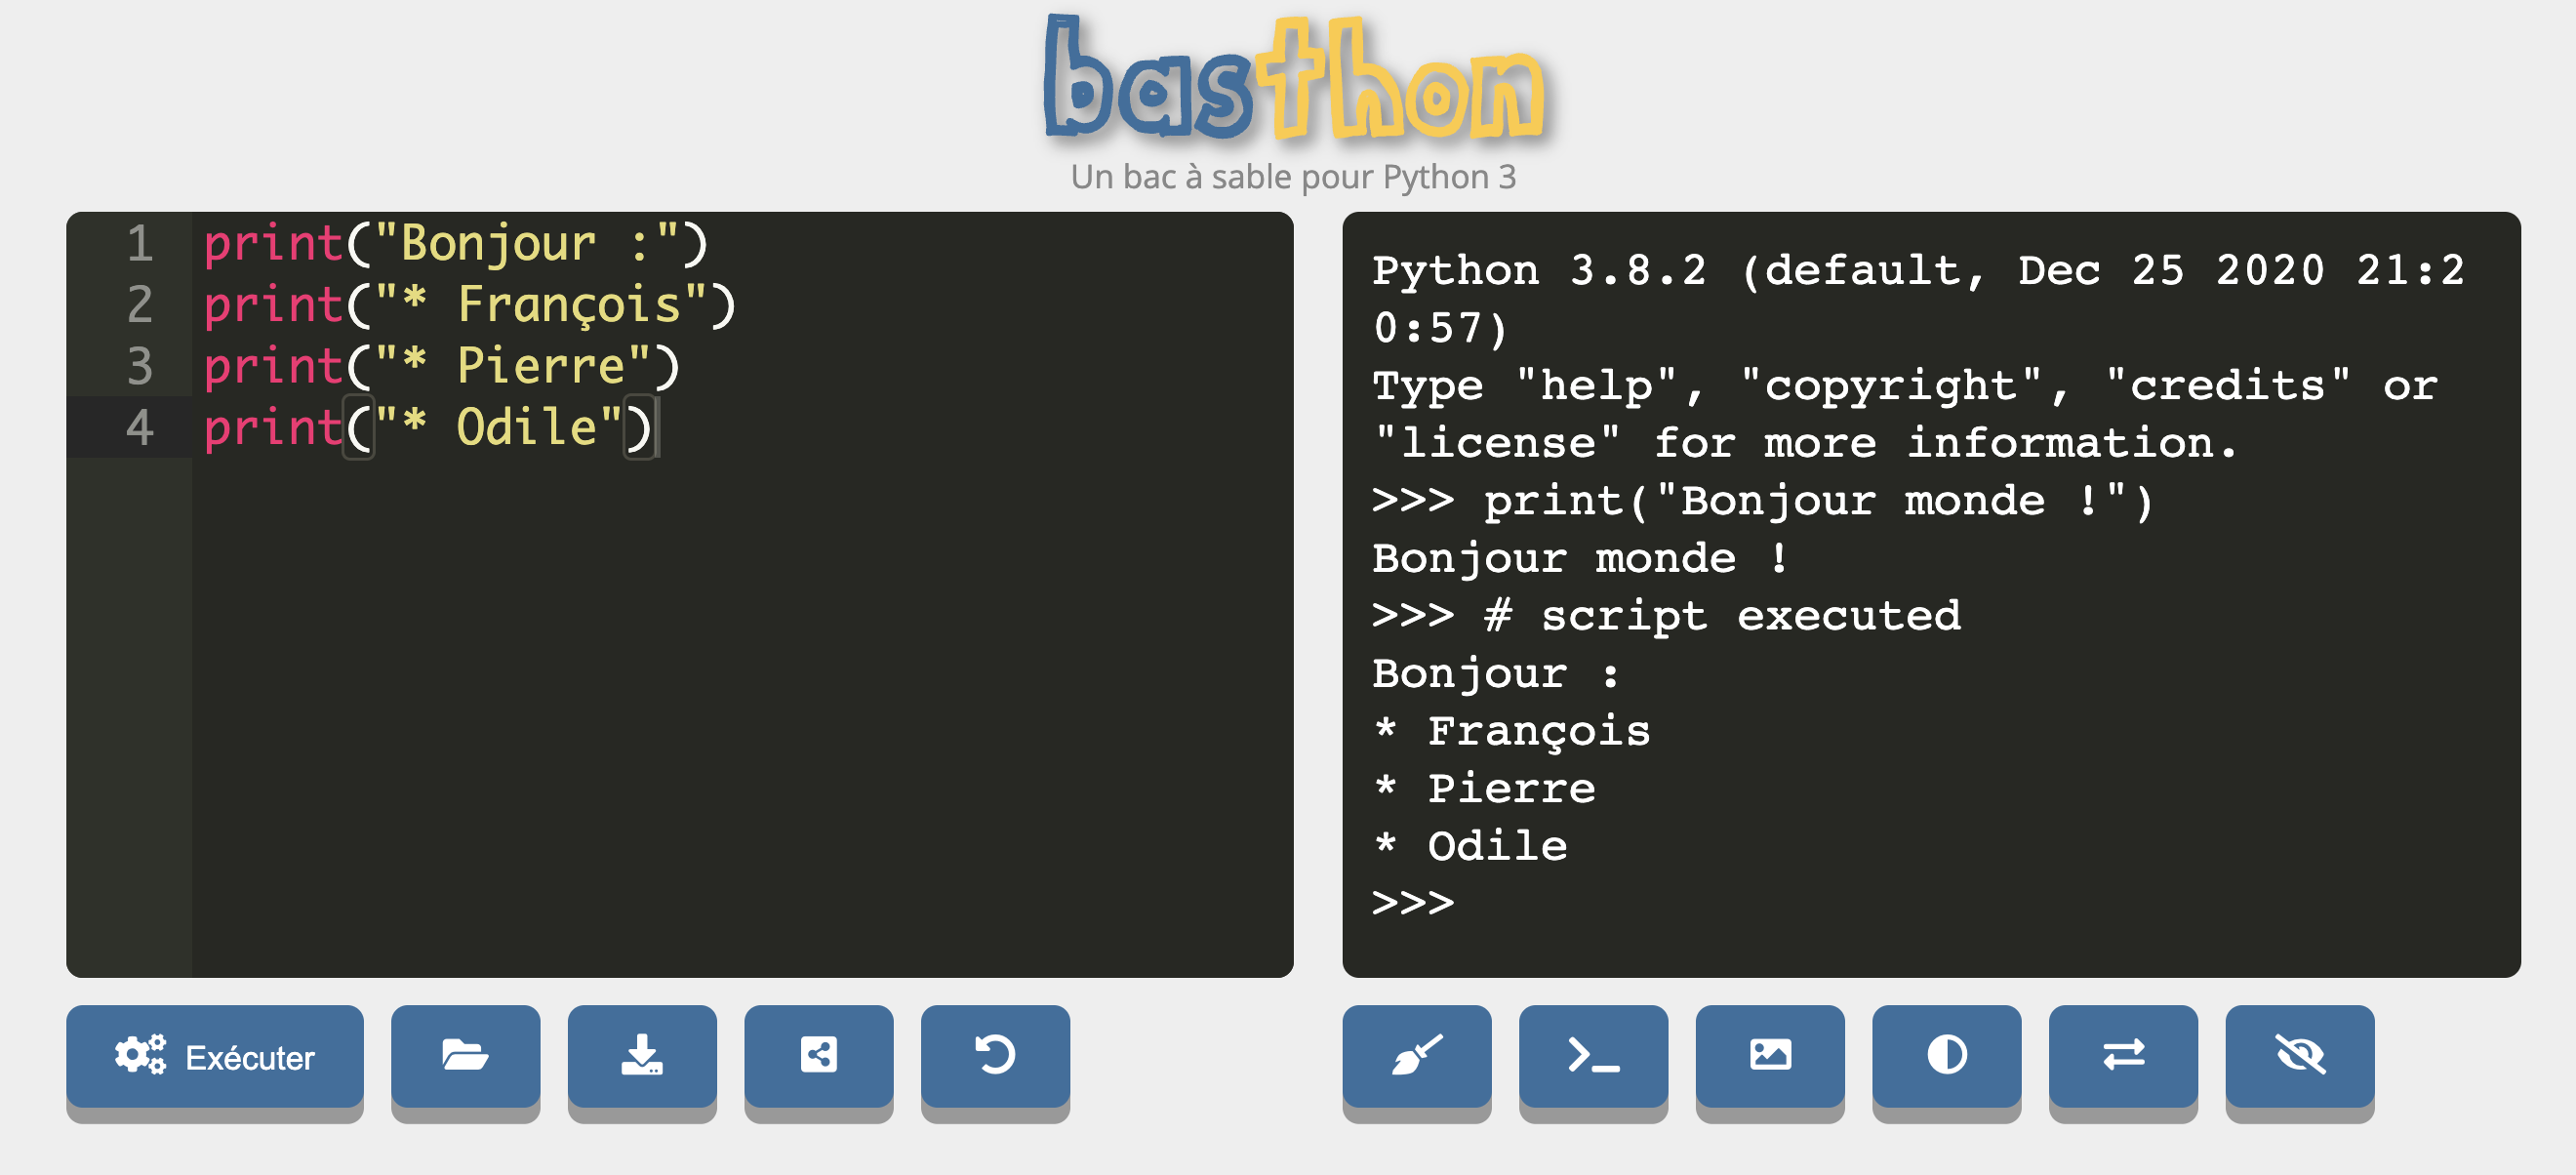 basthon
Un bac à sable pour Python 3
1 print("Bonjour :")
2 print("* François")
3 print("* Pierre")
4 print("* Odile")
Python 3.8.2 (default, Dec 25 2020 21:2
0:57)
Type "help", "copyright", "credits" or
"license" for more information.
>>> print("Bonjour monde !")
Bonjour monde !
>>> # script executed
Bonjour :
* François
* Pierre
* Odile
>>>
Exécuter